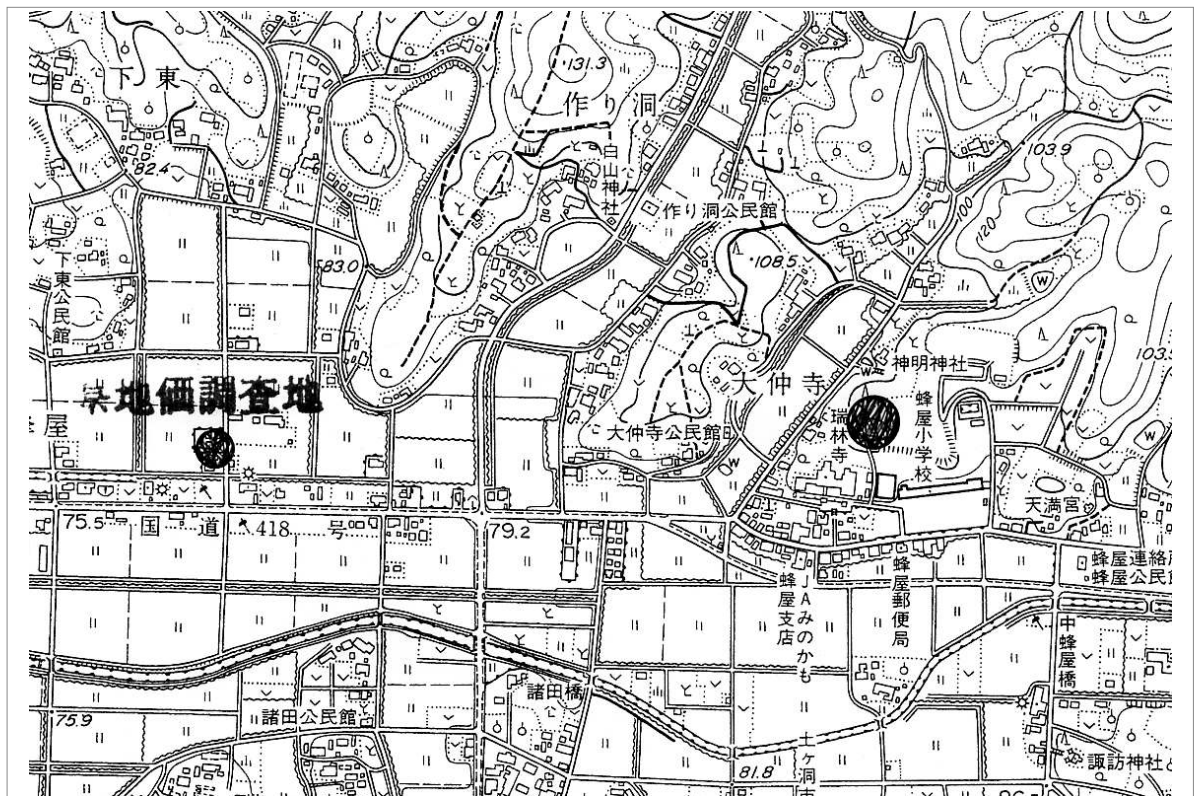 下東
・131.3
作り洞
白山神社
82.4
103.9
作り洞公民館
100
120
・108.5
83.0
下東公民館
W
103.
神明神社
W
大仲寺
地価調査地
蜂屋小学校
瑞林寺
屋
大仲寺公民館
W
W
天満宮
75.5
国道418号
79.2
蜂屋連絡所
蜂屋公民館
蜂屋郵便局
JAみのかも
蜂屋支店
中蜂屋橋
諸田橋
諸田公民館
75.9
土ヶ洞
81.8
諏訪神社